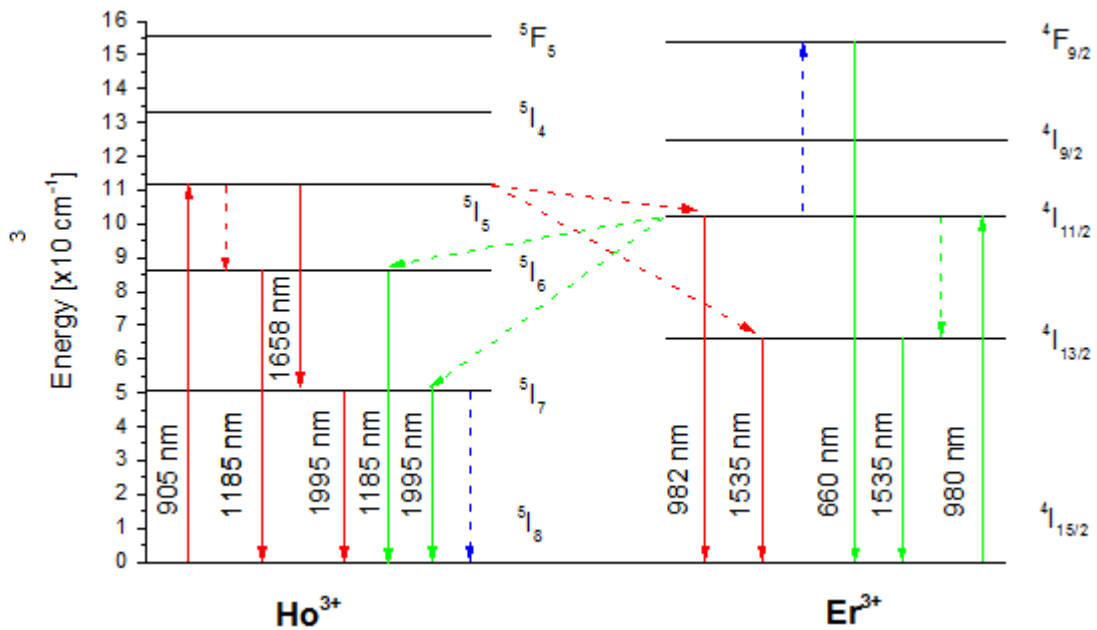 16
15
14
13
12
11
10
9
8
7
6
5
4
3
2
1
0
Energy [x10 cm⁻¹]
3
⁵F₅
⁵I₄
⁵I₅
⁵I₆
⁵I₇
⁵I₈
905 nm
1185 nm
1658 nm
1995 nm
1185 nm
1995 nm
Ho³⁺
⁴F₉/₂
⁴I₉/₂
⁴I₁₁/₂
⁴I₁₃/₂
⁴I₁₅/₂
982 nm
1535 nm
660 nm
1535 nm
980 nm
Er³⁺